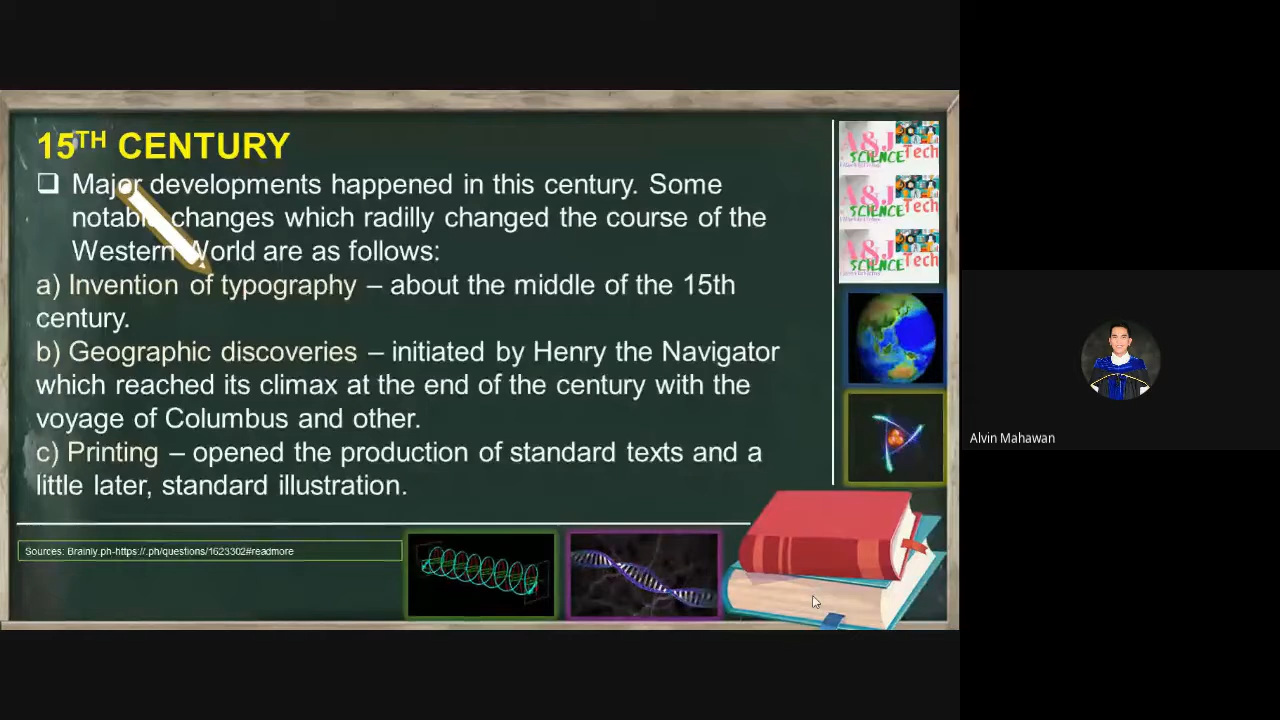 15TH CENTURY
❑ Major developments happened in this century. Some
notable changes which radilly changed the course of the
Western World are as follows:
a) Invention of typography – about the middle of the 15th
century.
b) Geographic discoveries – initiated by Henry the Navigator
which reached its climax at the end of the century with the
voyage of Columbus and other.
c) Printing – opened the production of standard texts and a
little later, standard illustration.
Sources: Brainly.ph-https://.ph/questions/1623302#readmore
A&J
SCIENCE Tech
A&J
SCIENCE Tech
A&J
SCIENCE Tech
Alvin Mahawan